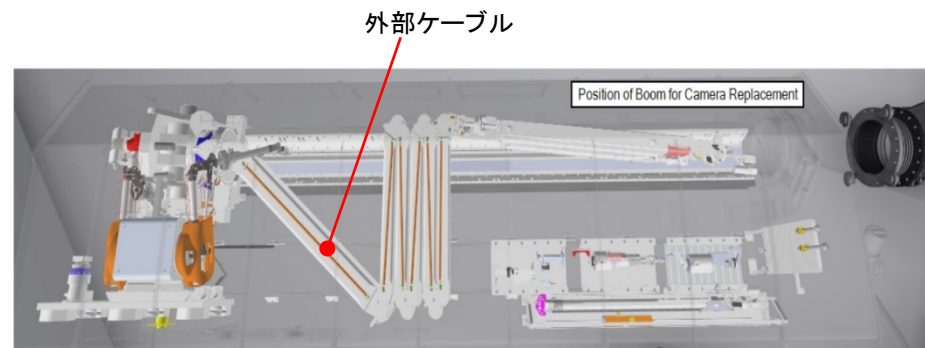 外部ケーブル
Position of Boom for Camera Replacement